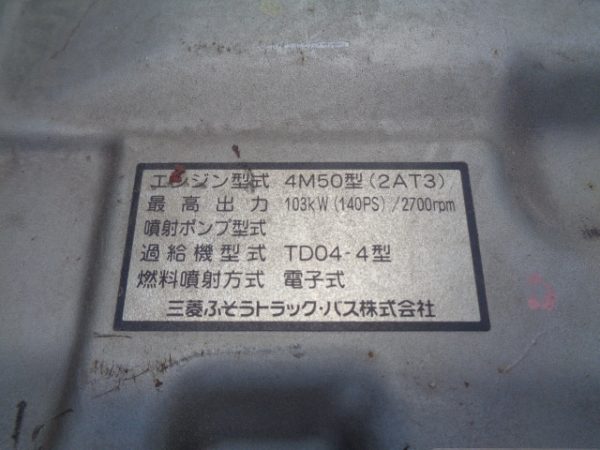 エンジン型式 4M50型(2AT3)
最高出力 103kW(140PS)/2700rpm
噴射ポンプ型式
過給機型式 TD04-4型
燃料噴射方式 電子式
三菱ふそうトラック・バス株式会社